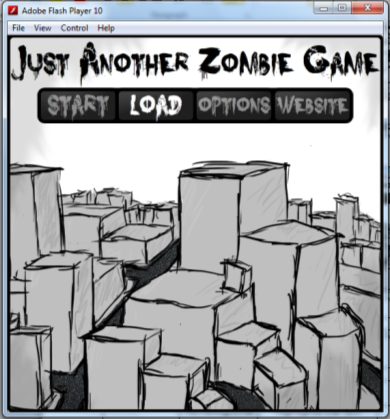 Adobe Flash Player 10
File View Control Help
Just Another Zombie Game
START LOAD OPTIONS WEBSITE